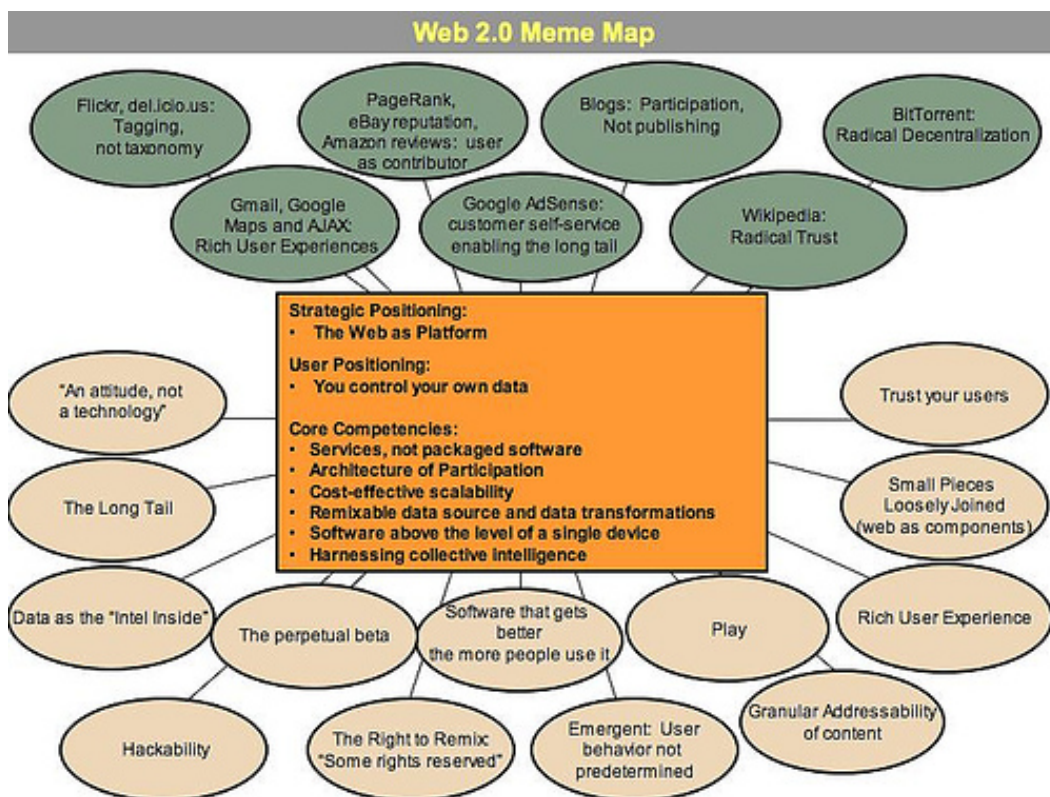 Web 2.0 Meme Map
Flickr, del.icio.us:
Tagging,
not taxonomy
PageRank,
eBay reputation,
Amazon reviews: user
as contributor
Blogs: Participation,
Not publishing
BitTorrent:
Radical Decentralization
Gmail, Google
Maps and AJAX:
Rich User Experiences
Google AdSense:
customer self-service
enabling the long tail
Wikipedia:
Radical Trust
Strategic Positioning:
• The Web as Platform
User Positioning:
• You control your own data
Core Competencies:
• Services, not packaged software
• Architecture of Participation
• Cost-effective scalability
• Remixable data source and data transformations
• Software above the level of a single device
• Harnessing collective intelligence
"An attitude, not
a technology"
Trust your users
The Long Tail
Small Pieces
Loosely Joined
(web as components)
Data as the "Intel Inside"
The perpetual beta
Software that gets
better
the more people use it
Play
Rich User Experience
Hackability
The Right to Remix:
"Some rights reserved"
Emergent: User
behavior not
predetermined
Granular Addressability
of content